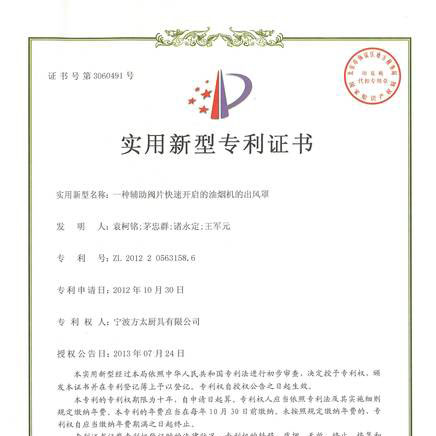 证书号第3060491号
实用新型专利证书
实用新型名称：一种辅助阀片快速开启的油烟机的出风罩
发 明 人：袁柯铭;茅忠群;诸永定;王军元
专 利 号：ZL 2012 2 0563158.6
专利申请日：2012年10月30日
专 利 权 人：宁波方太厨具有限公司
授权公告日：2013年07月24日
本实用新型经过本局依照中华人民共和国专利法进行初步审查，决定授予专利权，颁
发本证书并在专利登记簿上予以登记。专利权自授权公告之日起生效。
本专利的专利权期限为十年，自申请日起算。专利权人应当依照专利法及其实施细则
规定缴纳年费。本专利的年费应当在每年10月30日前缴纳。未按照规定缴纳年费的，专
利权自应当缴纳年费期满之日起终止。